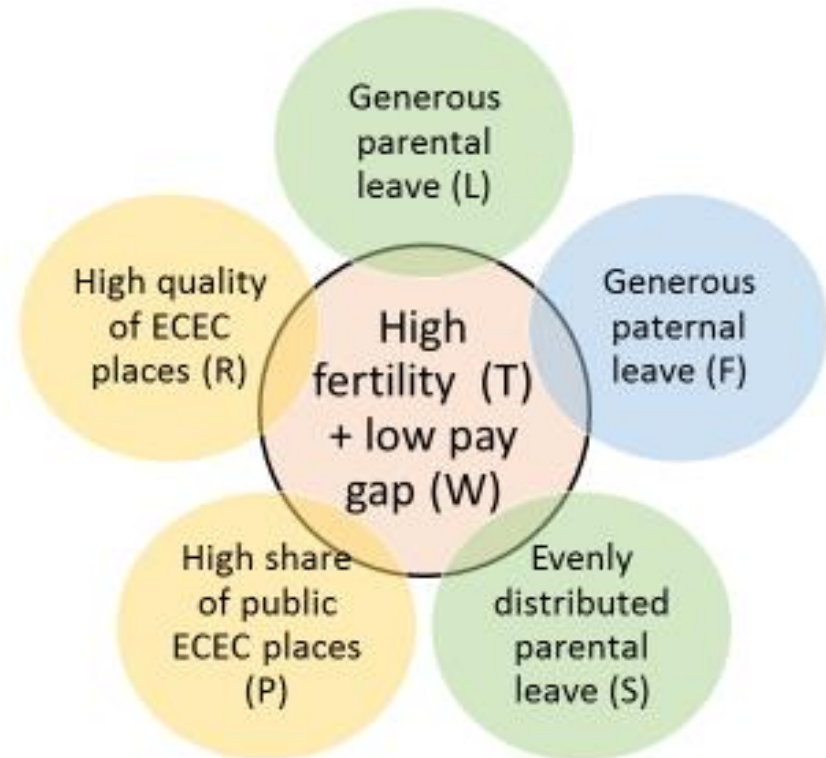 Generous
parental
leave (L)
High quality
of ECEC
places (R)
High
fertility (T)
+ low pay
gap (W)
Generous
paternal
leave (F)
High share
of public
ECEC places
(P)
Evenly
distributed
parental
leave (S)